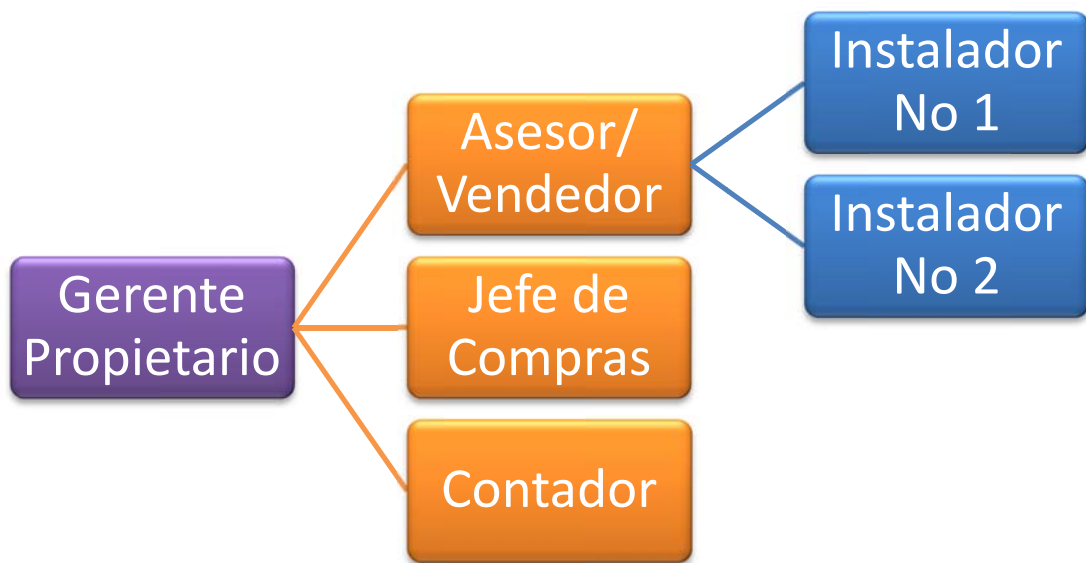 Gerente
Propietario
Asesor/
Vendedor
Instalador
No 1
Instalador
No 2
Jefe de
Compras
Contador